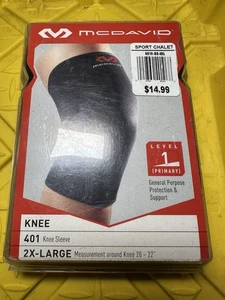 McDAVID
SPORT CHALET
$14.99
McDAVID
LEVEL
1
(PRIMARY)
General Purpose
Protection &
Support
KNEE
401 Knee Sleeve
2X-LARGE Measurement around Knee 20 - 22"